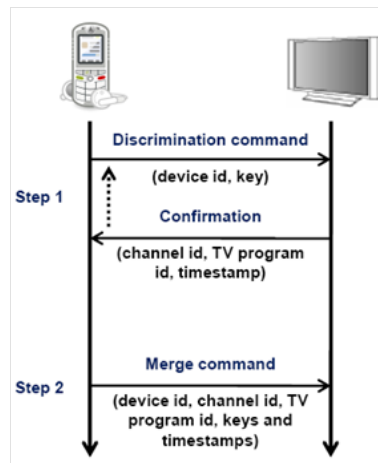 Discrimination command
(device id, key)
Step 1
Confirmation
(channel id, TV program
id, timestamp)
Merge command
Step 2
(device id, channel id, TV
program id, keys and
timestamps)